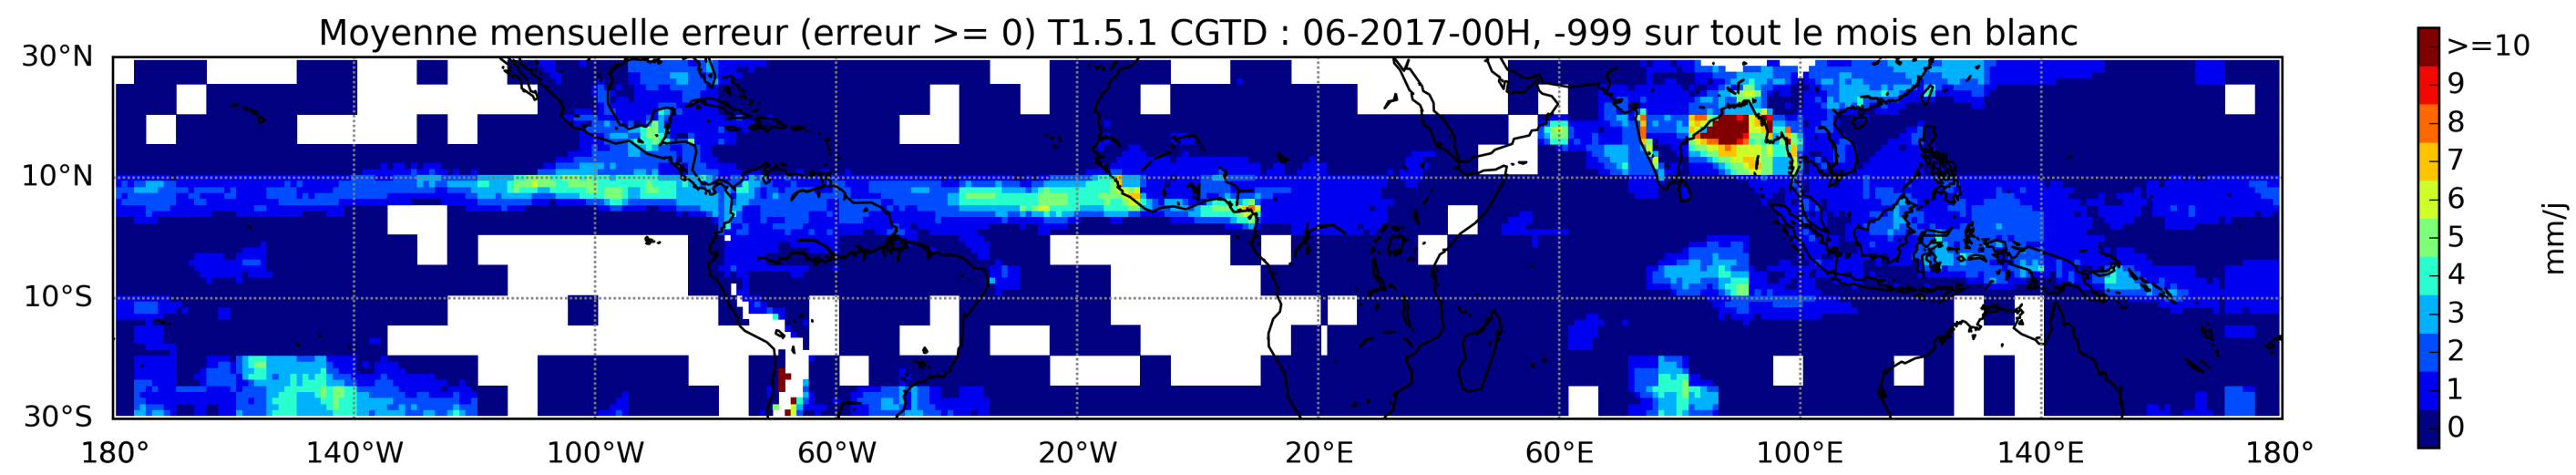 Moyenne mensuelle erreur (erreur >= 0) T1.5.1 CGTD : 06-2017-00H, -999 sur tout le mois en blanc
30°N
10°N
10°S
30°S
180°
140°W
100°W
60°W
20°W
20°E
60°E
100°E
140°E
180°
>=10
9
8
7
6
5
4
3
2
1
0
mm/j